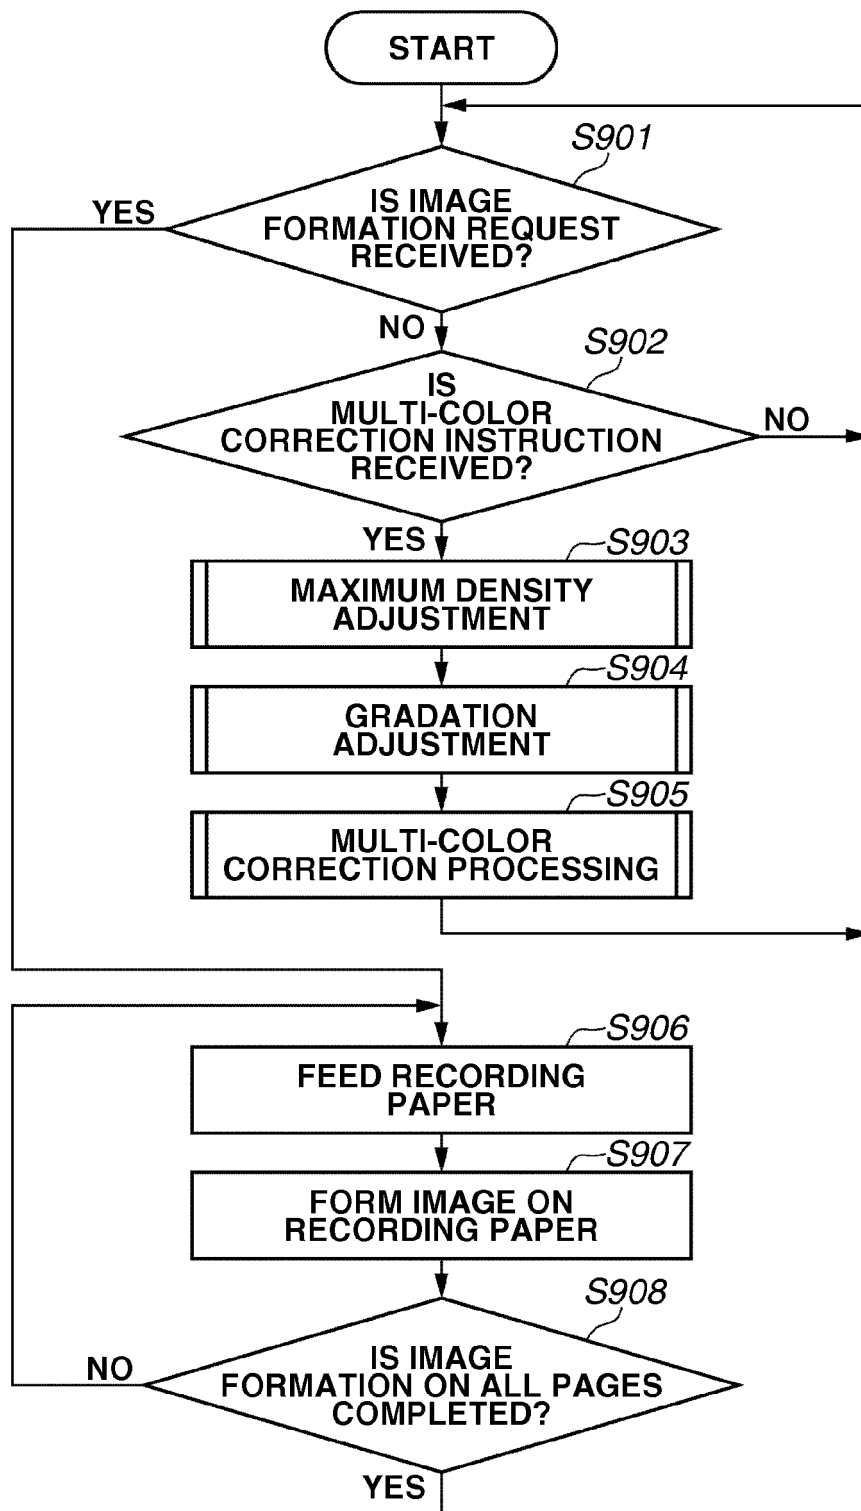 START
S901
IS IMAGE
FORMATION REQUEST
RECEIVED?
YES
NO
S902
IS
MULTI-COLOR
CORRECTION INSTRUCTION
RECEIVED?
NO
YES
S903
MAXIMUM DENSITY
ADJUSTMENT
S904
GRADATION
ADJUSTMENT
S905
MULTI-COLOR
CORRECTION PROCESSING
S906
FEED RECORDING
PAPER
S907
FORM IMAGE ON
RECORDING PAPER
S908
IS IMAGE
FORMATION ON ALL PAGES
COMPLETED?
NO
YES